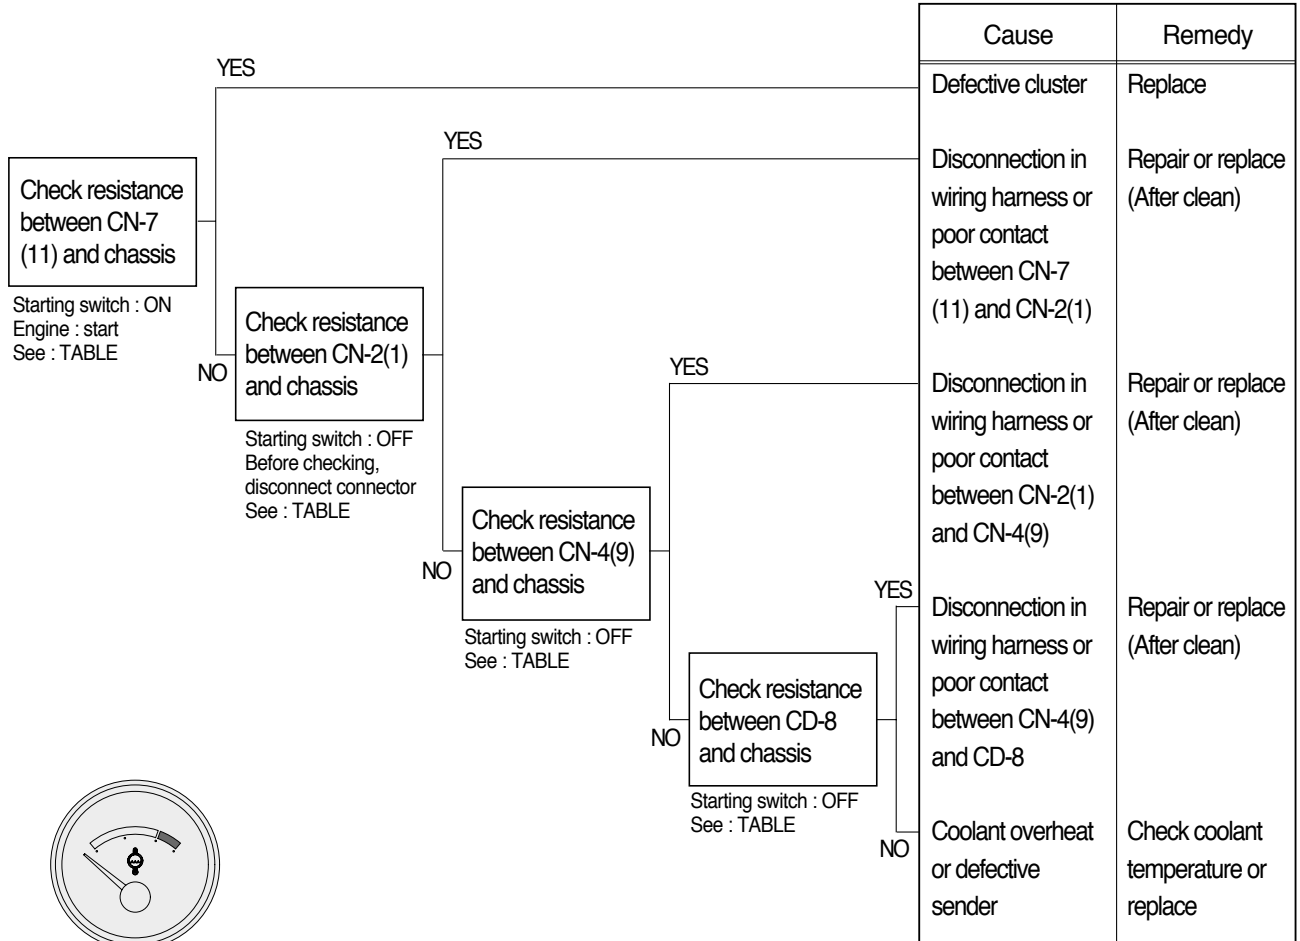 YES
Check resistance
between CN-7
(11) and chassis
Starting switch : ON
Engine : start
See : TABLE
NO
Check resistance
between CN-2(1)
and chassis
Starting switch : OFF
Before checking,
disconnect connector
See : TABLE
YES
NO
Check resistance
between CN-4(9)
and chassis
Starting switch : OFF
See : TABLE
YES
NO
Check resistance
between CD-8
and chassis
Starting switch : OFF
See : TABLE
YES
NO
Cause
Remedy
Defective cluster
Replace
Disconnection in
wiring harness or
poor contact
between CN-7
(11) and CN-2(1)
Repair or replace
(After clean)
Disconnection in
wiring harness or
poor contact
between CN-2(1)
and CN-4(9)
Repair or replace
(After clean)
Disconnection in
wiring harness or
poor contact
between CN-4(9)
and CD-8
Repair or replace
(After clean)
Coolant overheat
or defective
sender
Check coolant
temperature or
replace